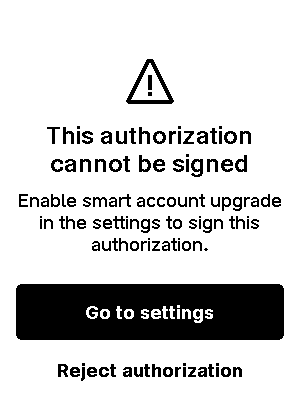 This authorization
cannot be signed
Enable smart account upgrade
in the settings to sign this
authorization.
Go to settings
Reject authorization